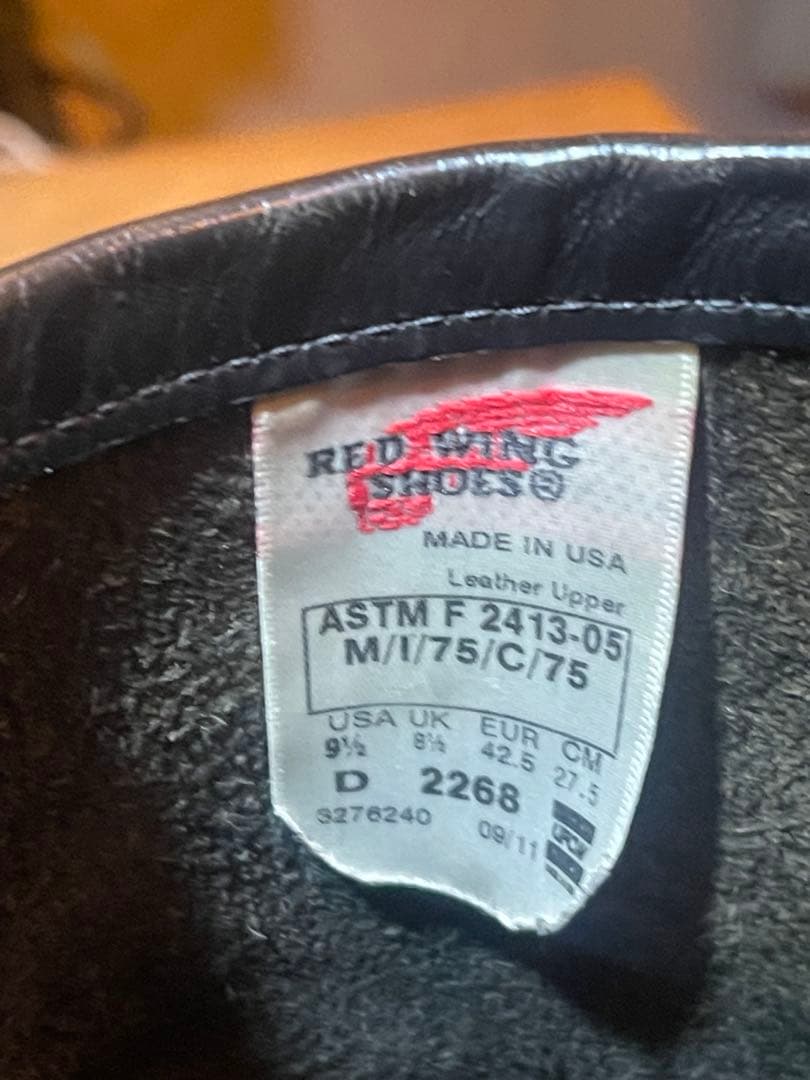 RED WING
SHOES®
MADE IN USA
Leather Upper
ASTM F 2413-05
M/I/75/C/75
USA UK EUR CM
9½ 8½ 42.5 27.5
D 2268
3276240 09/11